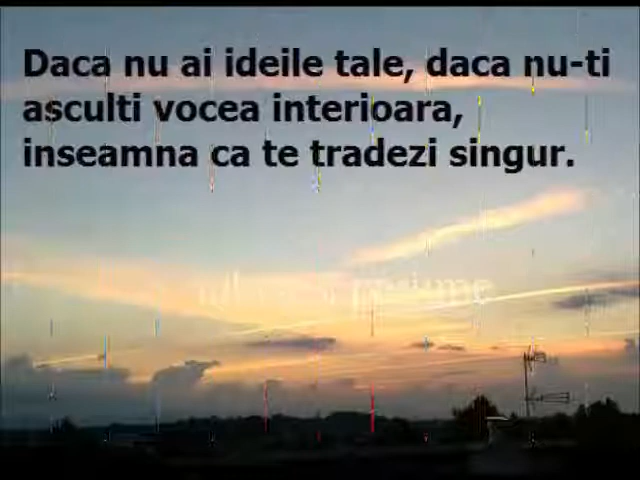 Daca nu ai ideile tale, daca nu-ti
asculti vocea interioara,
inseamna ca te tradezi singur.